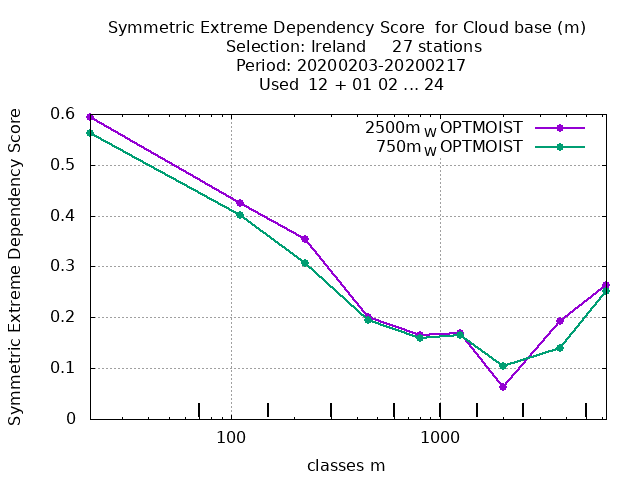 Symmetric Extreme Dependency Score for Cloud base (m)
Selection: Ireland 27 stations
Period: 20200203-20200217
Used 12 + 01 02 ... 24
Symmetric Extreme Dependency Score
0.6
0.5
0.4
0.3
0.2
0.1
0
2500m W OPTMOIST
750m W OPTMOIST
100 1000
classes m